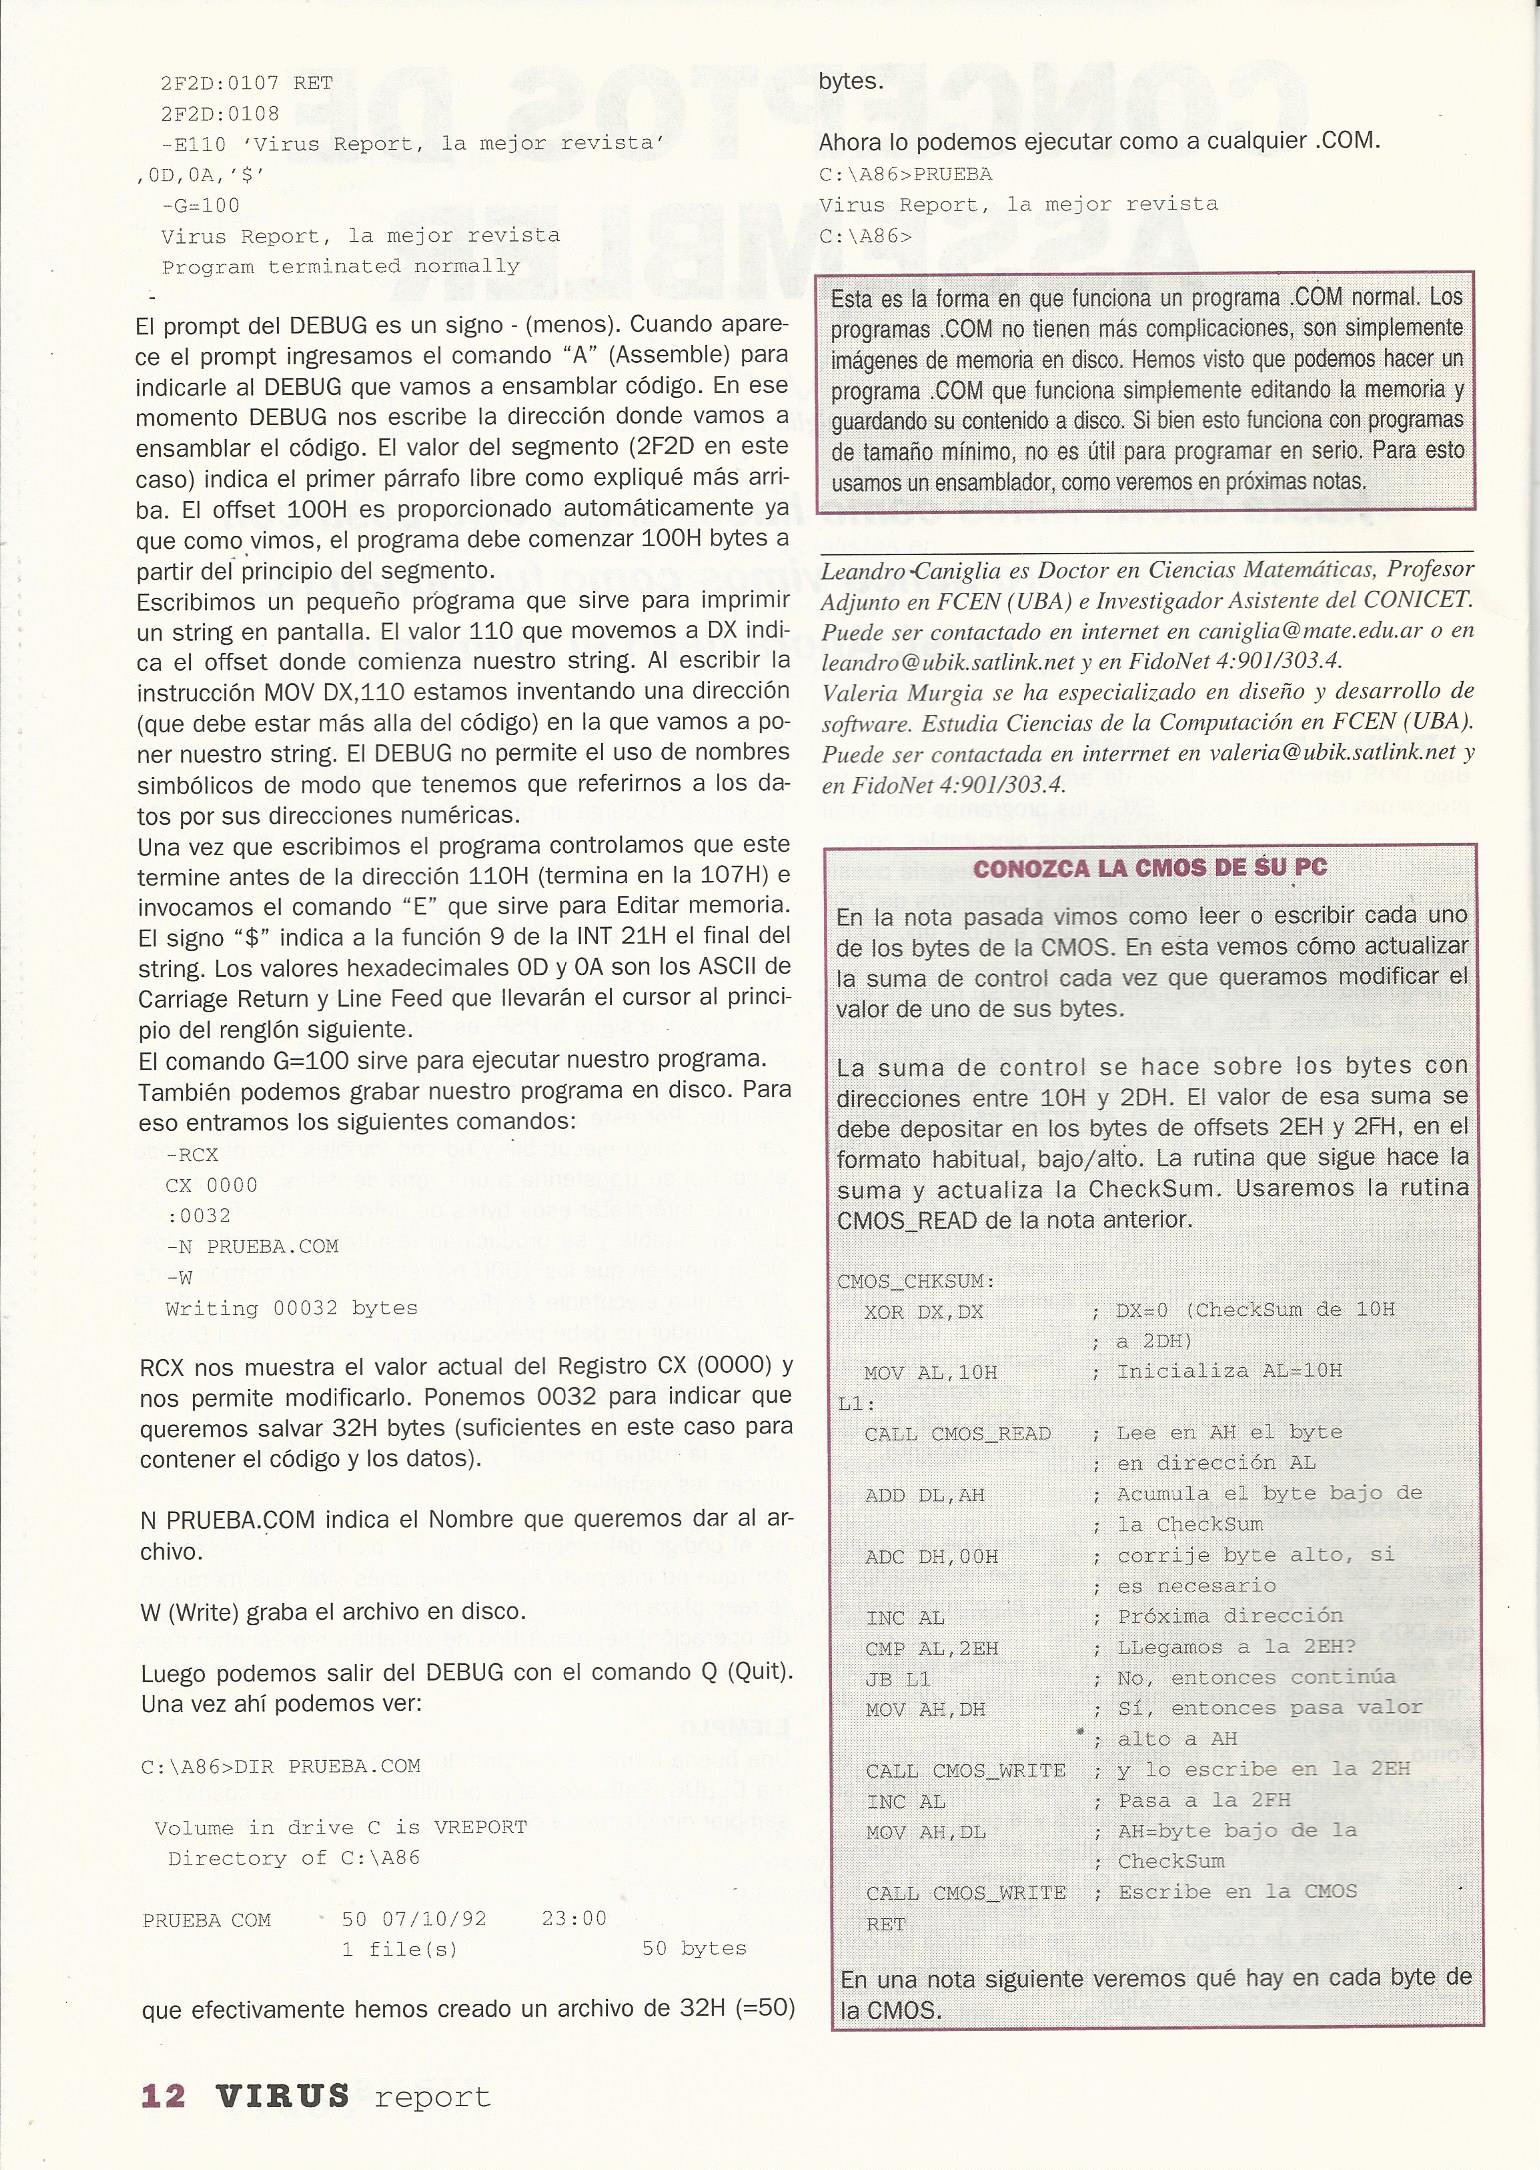 2F2D:0107 RET
2F2D:0108
-E110 'Virus Report, la mejor revista'
,0D,0A,'$'
-G=100
Virus Report, la mejor revista
Program terminated normally
-
El prompt del DEBUG es un signo - (menos). Cuando apare-
ce el prompt ingresamos el comando "A" (Assemble) para
indicarle al DEBUG que vamos a ensamblar código. En ese
momento DEBUG nos escribe la dirección donde vamos a
ensamblar el código. El valor del segmento (2F2D en este
caso) indica el primer párrafo libre como expliqué más arri-
ba. El offset 100H es proporcionado automáticamente ya
que como vimos, el programa debe comenzar 100H bytes a
partir del principio del segmento.
Escribimos un pequeño programa que sirve para imprimir
un string en pantalla. El valor 110 que movemos a DX indi-
ca el offset donde comienza nuestro string. Al escribir la
instrucción MOV DX,110 estamos inventando una dirección
(que debe estar más alla del código) en la que vamos a po-
ner nuestro string. El DEBUG no permite el uso de nombres
simbólicos de modo que tenemos que referirnos a los da-
tos por sus direcciones numéricas.
Una vez que escribimos el programa controlamos que este
termine antes de la dirección 110H (termina en la 107H) e
invocamos el comando "E" que sirve para Editar memoria.
El signo "$" indica a la función 9 de la INT 21H el final del
string. Los valores hexadecimales 0D y 0A son los ASCII de
Carriage Return y Line Feed que llevarán el cursor al princi-
pio del renglón siguiente.
El comando G=100 sirve para ejecutar nuestro programa.
También podemos grabar nuestro programa en disco. Para
eso entramos los siguientes comandos:
-RCX
CX 0000
:0032
-N PRUEBA.COM
-W
Writing 00032 bytes
RCX nos muestra el valor actual del Registro CX (0000) y
nos permite modificarlo. Ponemos 0032 para indicar que
queremos salvar 32H bytes (suficientes en este caso para
contener el código y los datos).
N PRUEBA.COM indica el Nombre que queremos dar al ar-
chivo.
W (Write) graba el archivo en disco.
Luego podemos salir del DEBUG con el comando Q (Quit).
Una vez ahí podemos ver:
C:\A86>DIR PRUEBA.COM
Volume in drive C is VREPORT
Directory of C:\A86
PRUEBA COM 50 07/10/92 23:00
1 file(s) 50 bytes
que efectivamente hemos creado un archivo de 32H (=50)
bytes.
Ahora lo podemos ejecutar como a cualquier .COM.
C:\A86>PRUEBA
Virus Report, la mejor revista
C:\A86>
Esta es la forma en que funciona un programa .COM normal. Los
programas .COM no tienen más complicaciones, son simplemente
imágenes de memoria en disco. Hemos visto que podemos hacer un
programa .COM que funciona simplemente editando la memoria y
guardando su contenido a disco. Si bien esto funciona con programas
de tamaño mínimo, no es útil para programar en serio. Para esto
usamos un ensamblador, como veremos en próximas notas.
Leandro Caniglia es Doctor en Ciencias Matemáticas, Profesor
Adjunto en FCEN (UBA) e Investigador Asistente del CONICET.
Puede ser contactado en internet en caniglia@mate.edu.ar o en
leandro@ubik.satlink.net y en FidoNet 4:901/303.4.
Valeria Murgia se ha especializado en diseño y desarrollo de
software. Estudia Ciencias de la Computación en FCEN (UBA).
Puede ser contactada en interrnet en valeria@ubik.satlink.net y
en FidoNet 4:901/303.4.
CONOZCA LA CMOS DE SU PC
En la nota pasada vimos como leer o escribir cada uno
de los bytes de la CMOS. En esta vemos cómo actualizar
la suma de control cada vez que queramos modificar el
valor de uno de sus bytes.
La suma de control se hace sobre los bytes con
direcciones entre 10H y 2DH. El valor de esa suma se
debe depositar en los bytes de offsets 2EH y 2FH, en el
formato habitual, bajo/alto. La rutina que sigue hace la
suma y actualiza la CheckSum. Usaremos la rutina
CMOS_READ de la nota anterior.
CMOS_CHKSUM:
XOR DX,DX ; DX=0 (CheckSum de 10H
; a 2DH)
MOV AL,10H ; Inicializa AL=10H
L1:
CALL CMOS_READ ; Lee en AH el byte
; en dirección AL
ADD DL,AH ; Acumula el byte bajo de
; la CheckSum
ADC DH,00H ; corrije byte alto, si
; es necesario
INC AL ; Próxima dirección
CMP AL,2EH ; LLegamos a la 2EH?
JB L1 ; No, entonces continúa
MOV AH,DH ; Sí, entonces pasa valor
; alto a AH
CALL CMOS_WRITE ; y lo escribe en la 2EH
INC AL ; Pasa a la 2FH
MOV AH,DL ; AH=byte bajo de la
; CheckSum
CALL CMOS_WRITE ; Escribe en la CMOS
RET
En una nota siguiente veremos qué hay en cada byte de
la CMOS.
12 VIRUS report